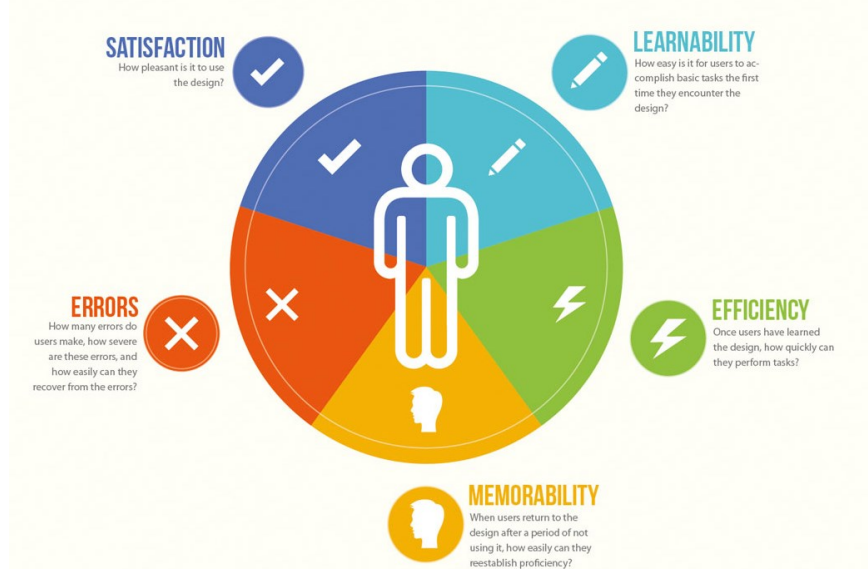 SATISFACTION
How pleasant is it to use
the design?
LEARNABILITY
How easy is it for users to ac-
complish basic tasks the first
time they encounter the
design?
ERRORS
How many errors do
users make, how severe
are these errors, and
how easily can they
recover from the errors?
EFFICIENCY
Once users have learned
the design, how quickly can
they perform tasks?
MEMORABILITY
When users return to the
design after a period of not
using it, how easily can they
reestablish proficiency?